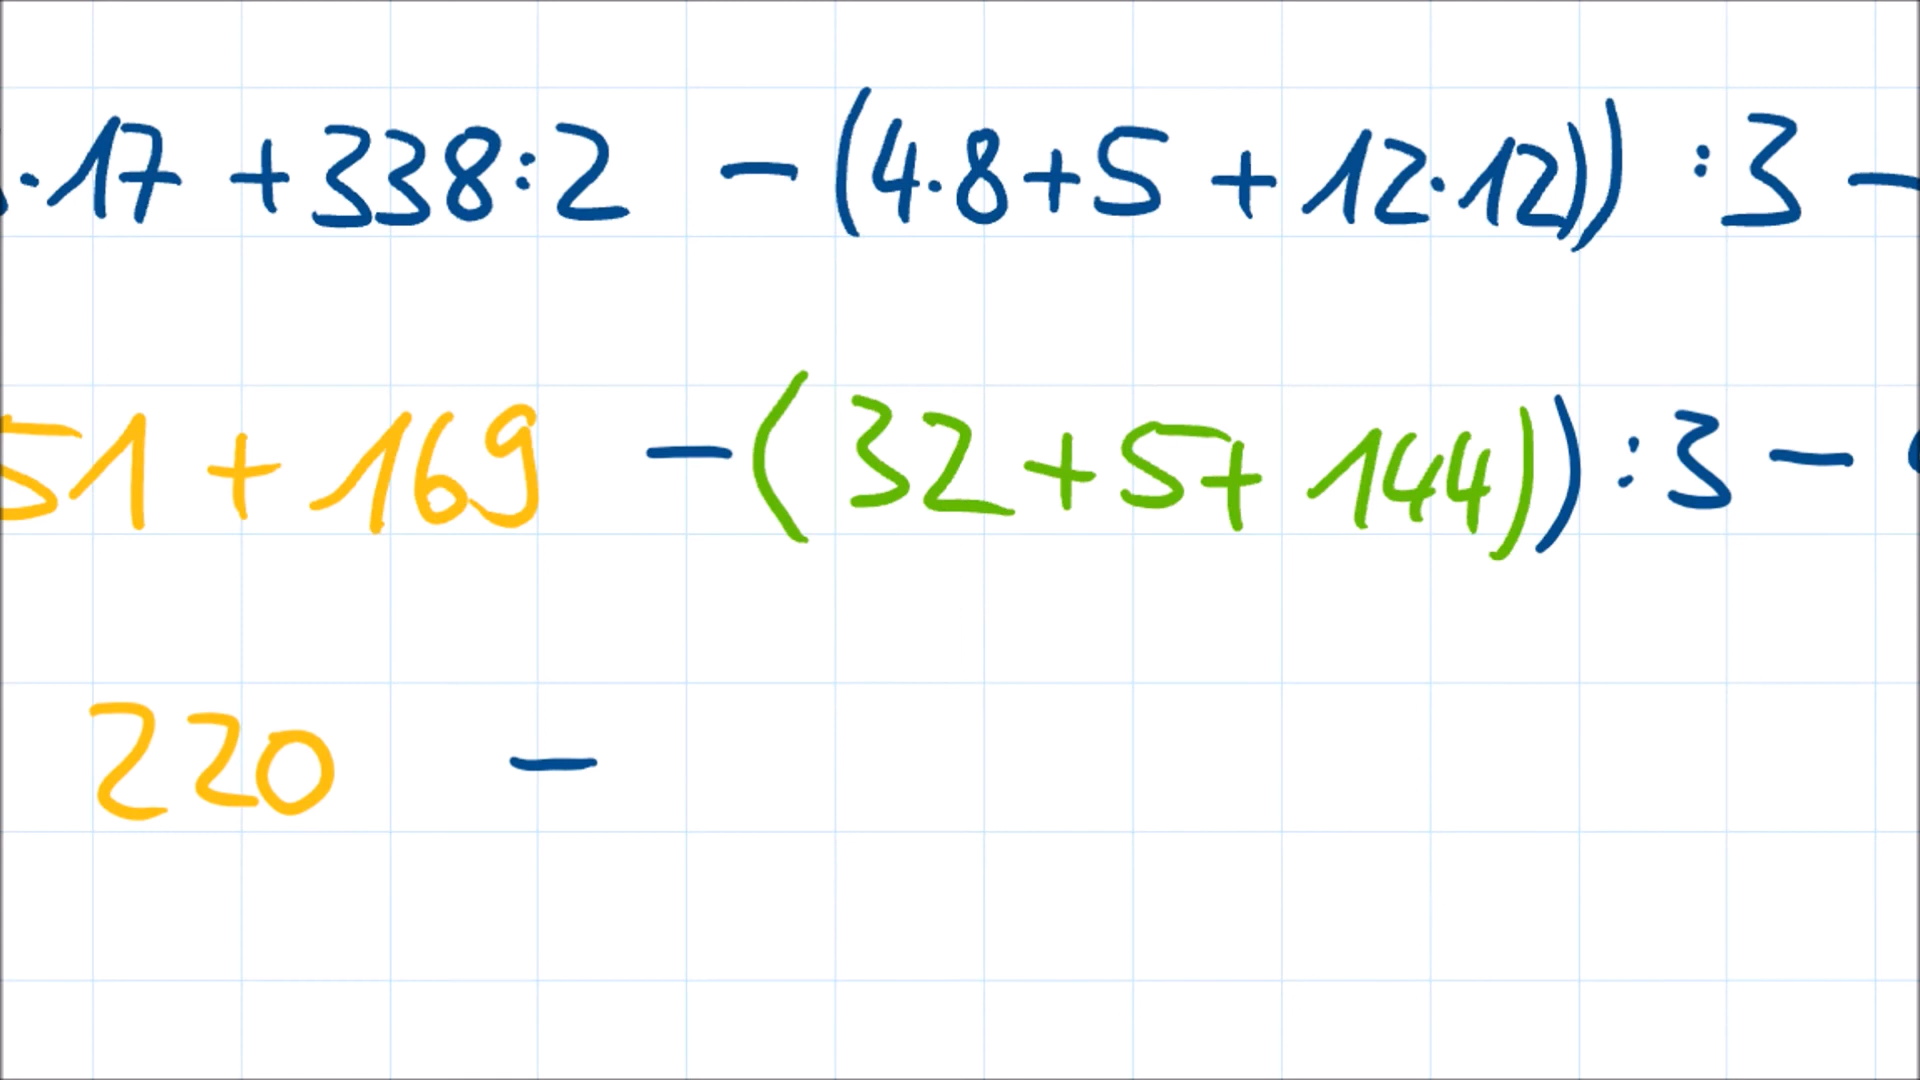 ·17 +338:2 -(4·8+5 + 12·12)) :3 -
51 + 169 -(32+5+ 144)) :3 -
220 -